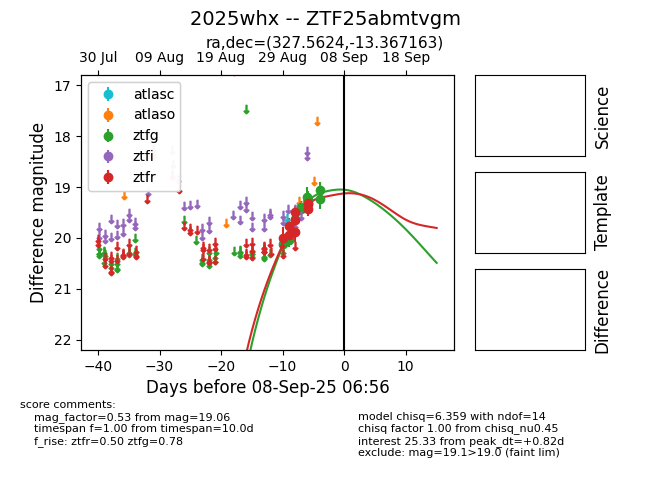 2025whx -- ZTF25abmtvgm
ra,dec=(327.5624,-13.367163)
30 Jul 09 Aug 19 Aug 29 Aug 08 Sep 18 Sep
atlasc
atlaso
ztfg
ztfi
ztfr
17
18
19
20
21
22
Difference magnitude
−40 −30 −20 −10 0 10
Days before 08-Sep-25 06:56
Science
Template
Difference
score comments:
mag_factor=0.53 from mag=19.06
timespan f=1.00 from timespan=10.0d
f_rise: ztfr=0.50 ztfg=0.78
model chisq=6.359 with ndof=14
chisq factor 1.00 from chisq_nu0.45
interest 25.33 from peak_dt=+0.82d
exclude: mag=19.1>19.0 (faint lim)